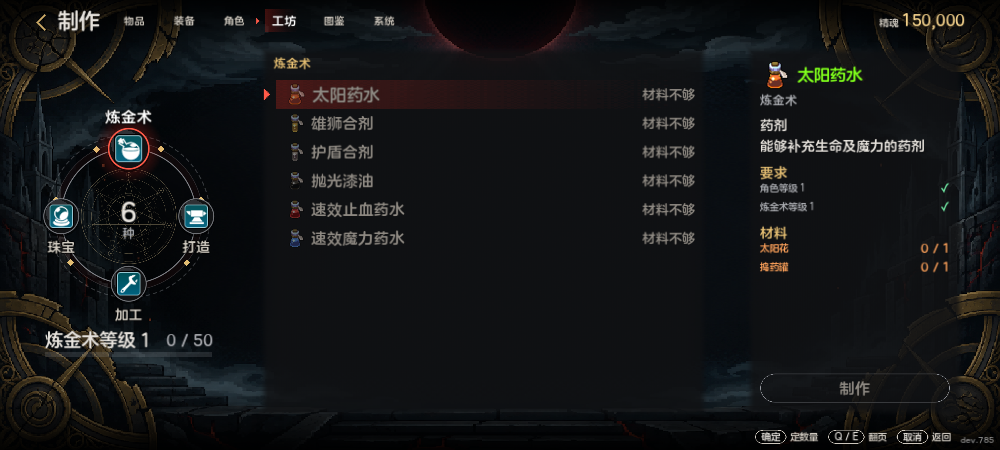 制作 物品 装备 角色 工坊 图鉴 系统 精魂 150,000
炼金术
太阳药水 材料不够
雄狮合剂 材料不够
护盾合剂 材料不够
抛光漆油 材料不够
速效止血药水 材料不够
速效魔力药水 材料不够
炼金术
6
种
珠宝 打造
加工
炼金术等级 1 0 / 50
太阳药水
炼金术
药剂
能够补充生命及魔力的药剂
要求
角色等级 1 ✓
炼金术等级 1 ✓
材料
太阳花 0 / 1
捣药罐 0 / 1
制作
确定 定数量 Q / E 翻页 取消 返回 dev.785